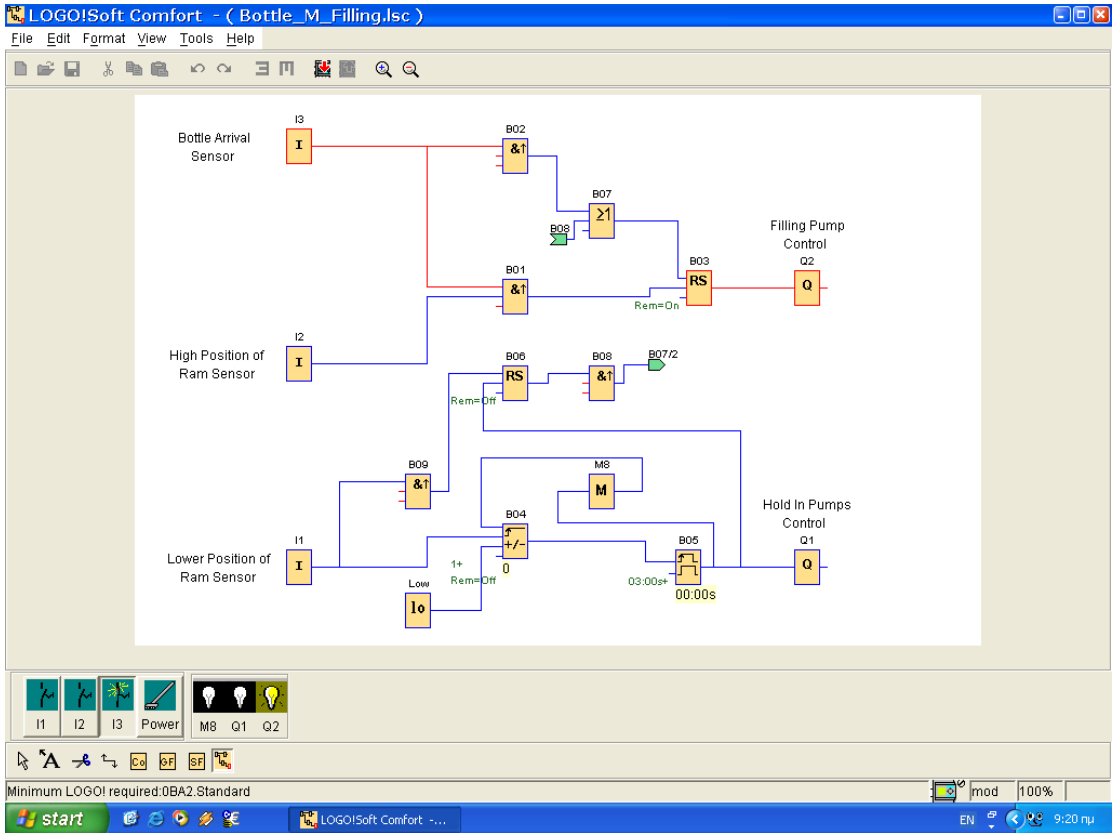 LOGO!Soft Comfort - ( Bottle_M_Filling.lsc )
File Edit Format View Tools Help
I3
Bottle Arrival
Sensor
I
B02
&↑
B07
≥1
B08
Filling Pump
Control
Q2
Q
B03
RS
Rem=On
B01
&↑
I2
High Position of
Ram Sensor
I
B06
RS
Rem=Off
B08
&↑
B07/2
B09
&↑
M8
M
Hold In Pumps
Control
Q1
Q
B04
+/-
0
1+
Rem=Off
B05
03:00s+
00:00s
I1
Lower Position of
Ram Sensor
I
Low
lo
I1 I2 I3 Power M8 Q1 Q2
A Co GF SF
Minimum LOGO! required:0BA2.Standard mod 100%
start LOGO!Soft Comfort -... EN 9:20 πμ